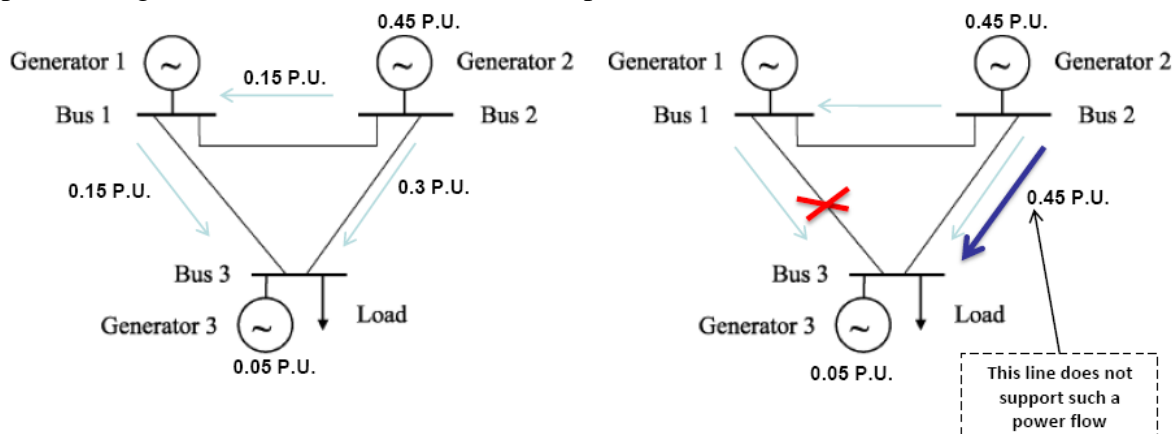 0.45 P.U.
Generator 1
~
0.15 P.U.
~
Generator 2
Bus 1
Bus 2
0.15 P.U.
0.3 P.U.
Bus 3
Generator 3
~
Load
0.05 P.U.
0.45 P.U.
Generator 1
~
~
Generator 2
Bus 1
Bus 2
0.45 P.U.
Bus 3
Generator 3
~
Load
0.05 P.U.
This line does not
support such a
power flow